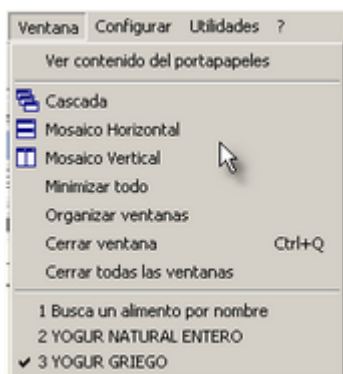 Ventana Configurar Utilidades ?
Ver contenido del portapapeles
Cascada
Mosaico Horizontal
Mosaico Vertical
Minimizar todo
Organizar ventanas
Cerrar ventana Ctrl+Q
Cerrar todas las ventanas
1 Busca un alimento por nombre
2 YOGUR NATURAL ENTERO
3 YOGUR GRIEGO